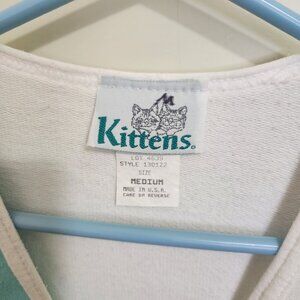 M
Kittens®
LOT 4639
STYLE 130122
SIZE
MEDIUM
MADE IN U.S.A.
CARE ON REVERSE